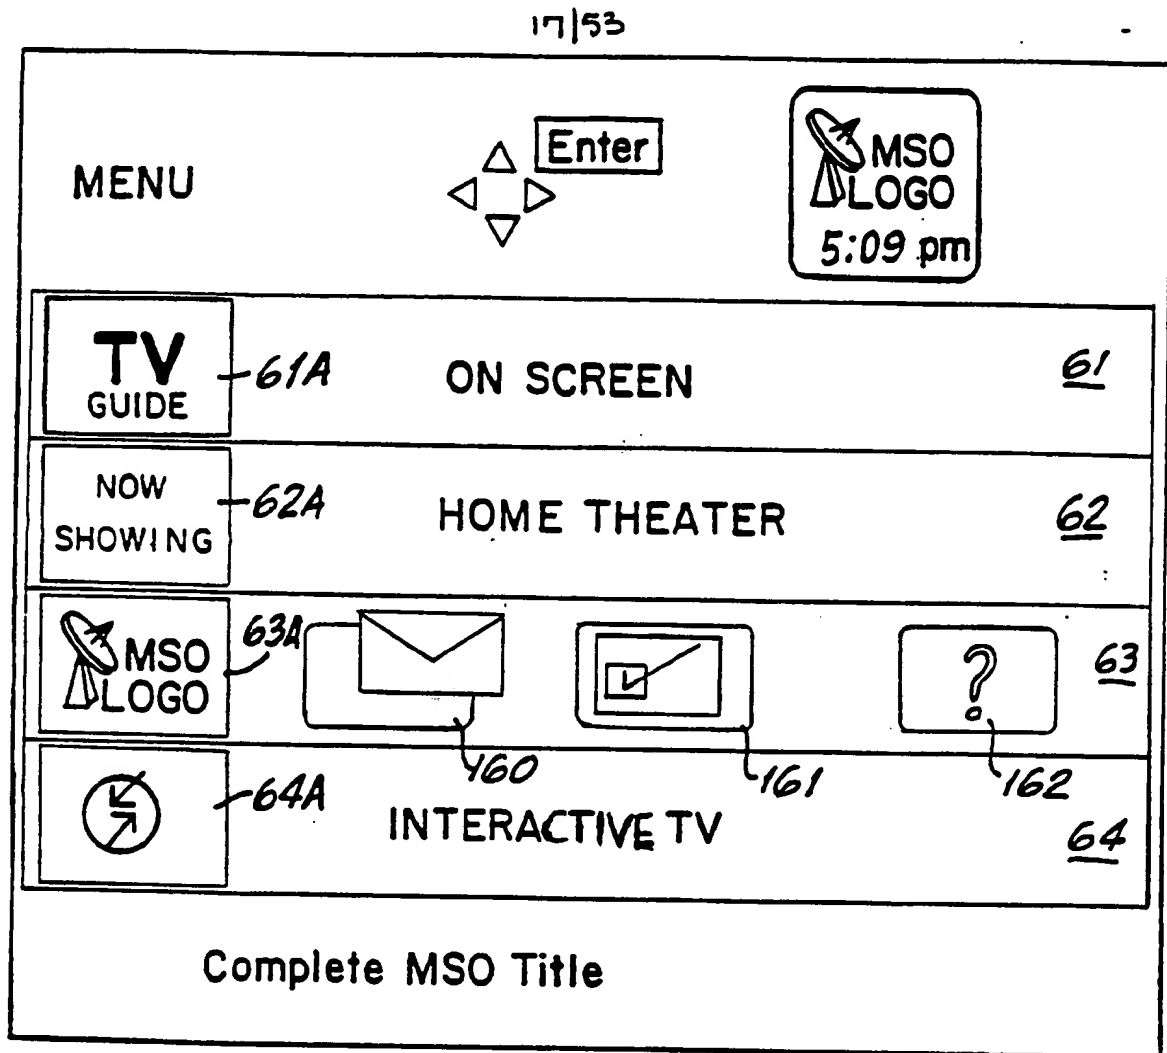 17/53
MENU
Enter
MSO
LOGO
5:09 pm
TV
GUIDE
61A
ON SCREEN
61
NOW
SHOWING
62A
HOME THEATER
62
MSO
LOGO
63A
?
63
160
161
162
64A
INTERACTIVE TV
64
Complete MSO Title